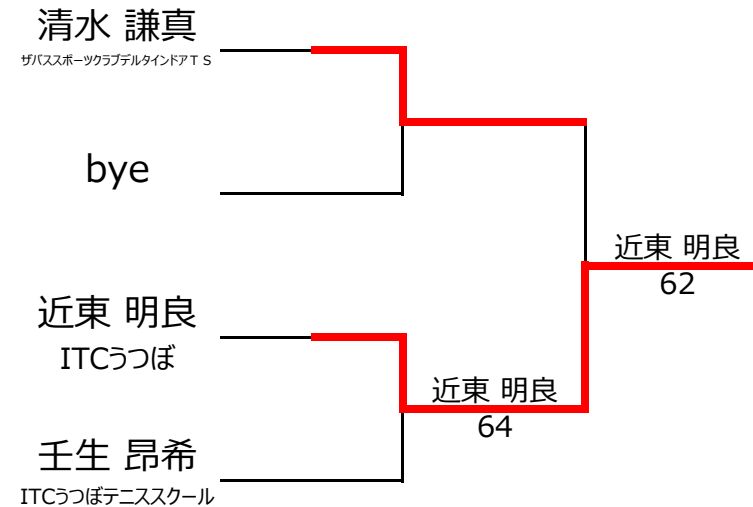 清水 謙真
ザバススポーツクラブデルタインドアＴＳ
bye
近東 明良
62
近東 明良
ITCうつぼ
近東 明良
64
壬生 昂希
ITCうつぼテニススクール